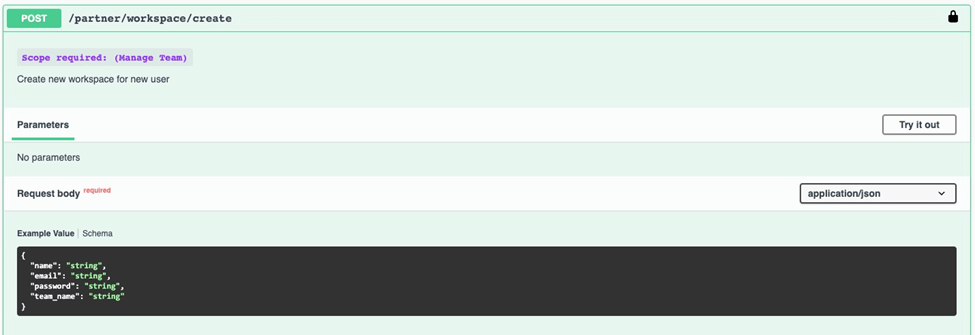 POST /partner/workspace/create
Scope required: (Manage Team)
Create new workspace for new user
Parameters Try it out
No parameters
Request body required application/json
Example Value | Schema
{
"name": "string",
"email": "string",
"password": "string",
"team_name": "string"
}